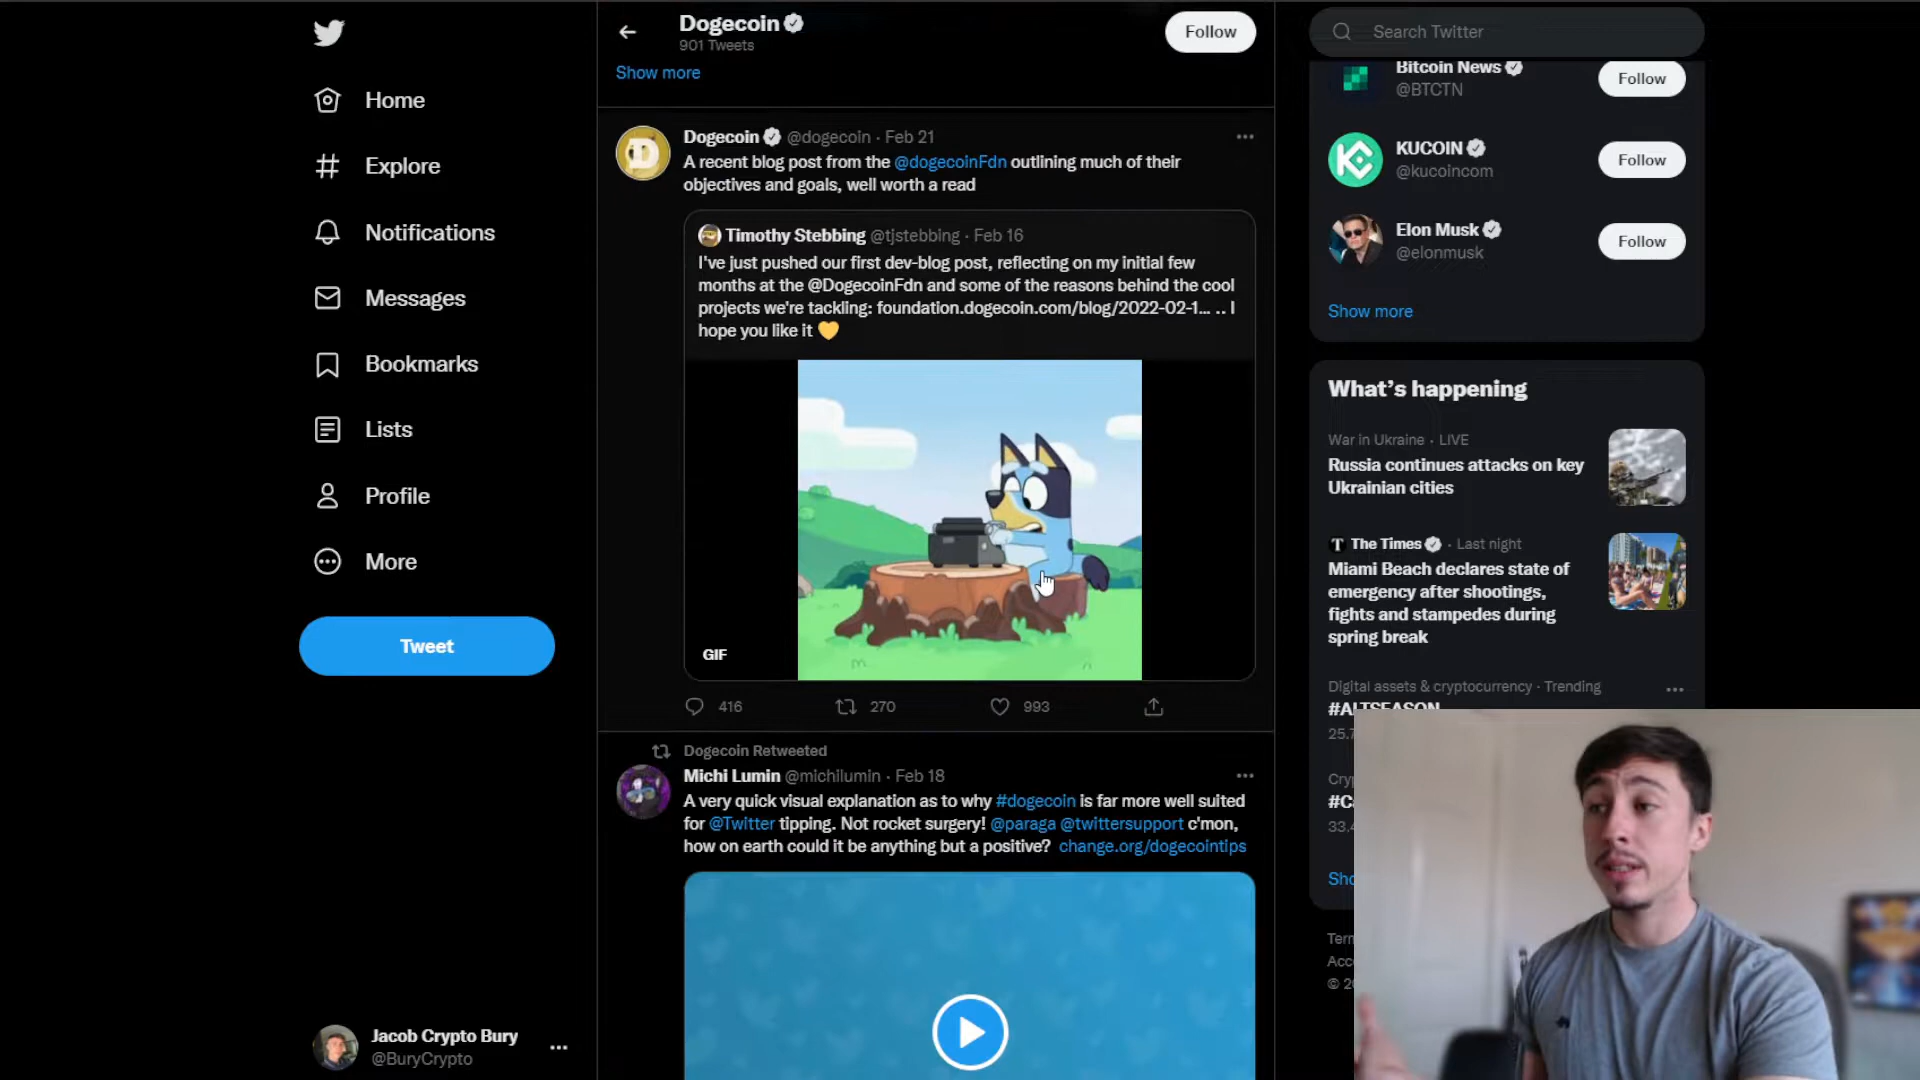 Home
Explore
Notifications
Messages
Bookmarks
Lists
Profile
More
Tweet
Jacob Crypto Bury
@BuryCrypto
Dogecoin
901 Tweets
Follow
Show more
Dogecoin @dogecoin · Feb 21
A recent blog post from the @dogecoinFdn outlining much of their
objectives and goals, well worth a read
Timothy Stebbing @tjstebbing · Feb 16
I've just pushed our first dev-blog post, reflecting on my initial few
months at the @DogecoinFdn and some of the reasons behind the cool
projects we're tackling: foundation.dogecoin.com/blog/2022-02-1… .. I
hope you like it 💛
GIF
416
270
993
Dogecoin Retweeted
Michi Lumin @michilumin · Feb 18
A very quick visual explanation as to why #dogecoin is far more well suited
for @Twitter tipping. Not rocket surgery! @paraga @twittersupport c'mon,
how on earth could it be anything but a positive? change.org/dogecointips
Search Twitter
Bitcoin News
@BTCTN
Follow
KUCOIN
@kucoincom
Follow
Elon Musk
@elonmusk
Follow
Show more
What's happening
War in Ukraine · LIVE
Russia continues attacks on key
Ukrainian cities
The Times · Last night
Miami Beach declares state of
emergency after shootings,
fights and stampedes during
spring break
Digital assets & cryptocurrency · Trending
#ALTSEASON